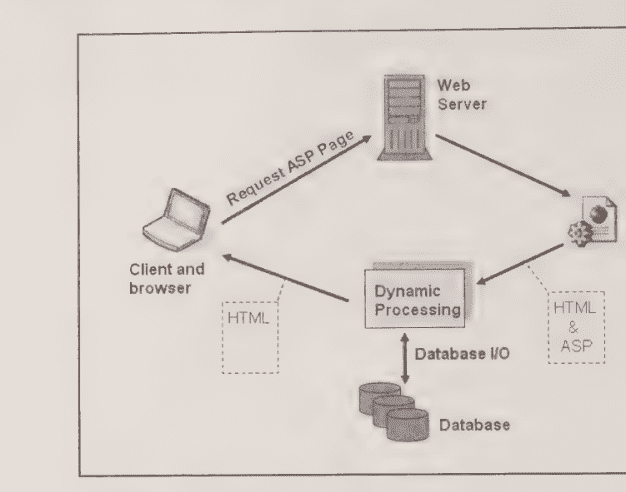 Web
Server
Request ASP Page
Client and
browser
Dynamic
Processing
HTML
HTML
&
ASP
Database I/O
Database